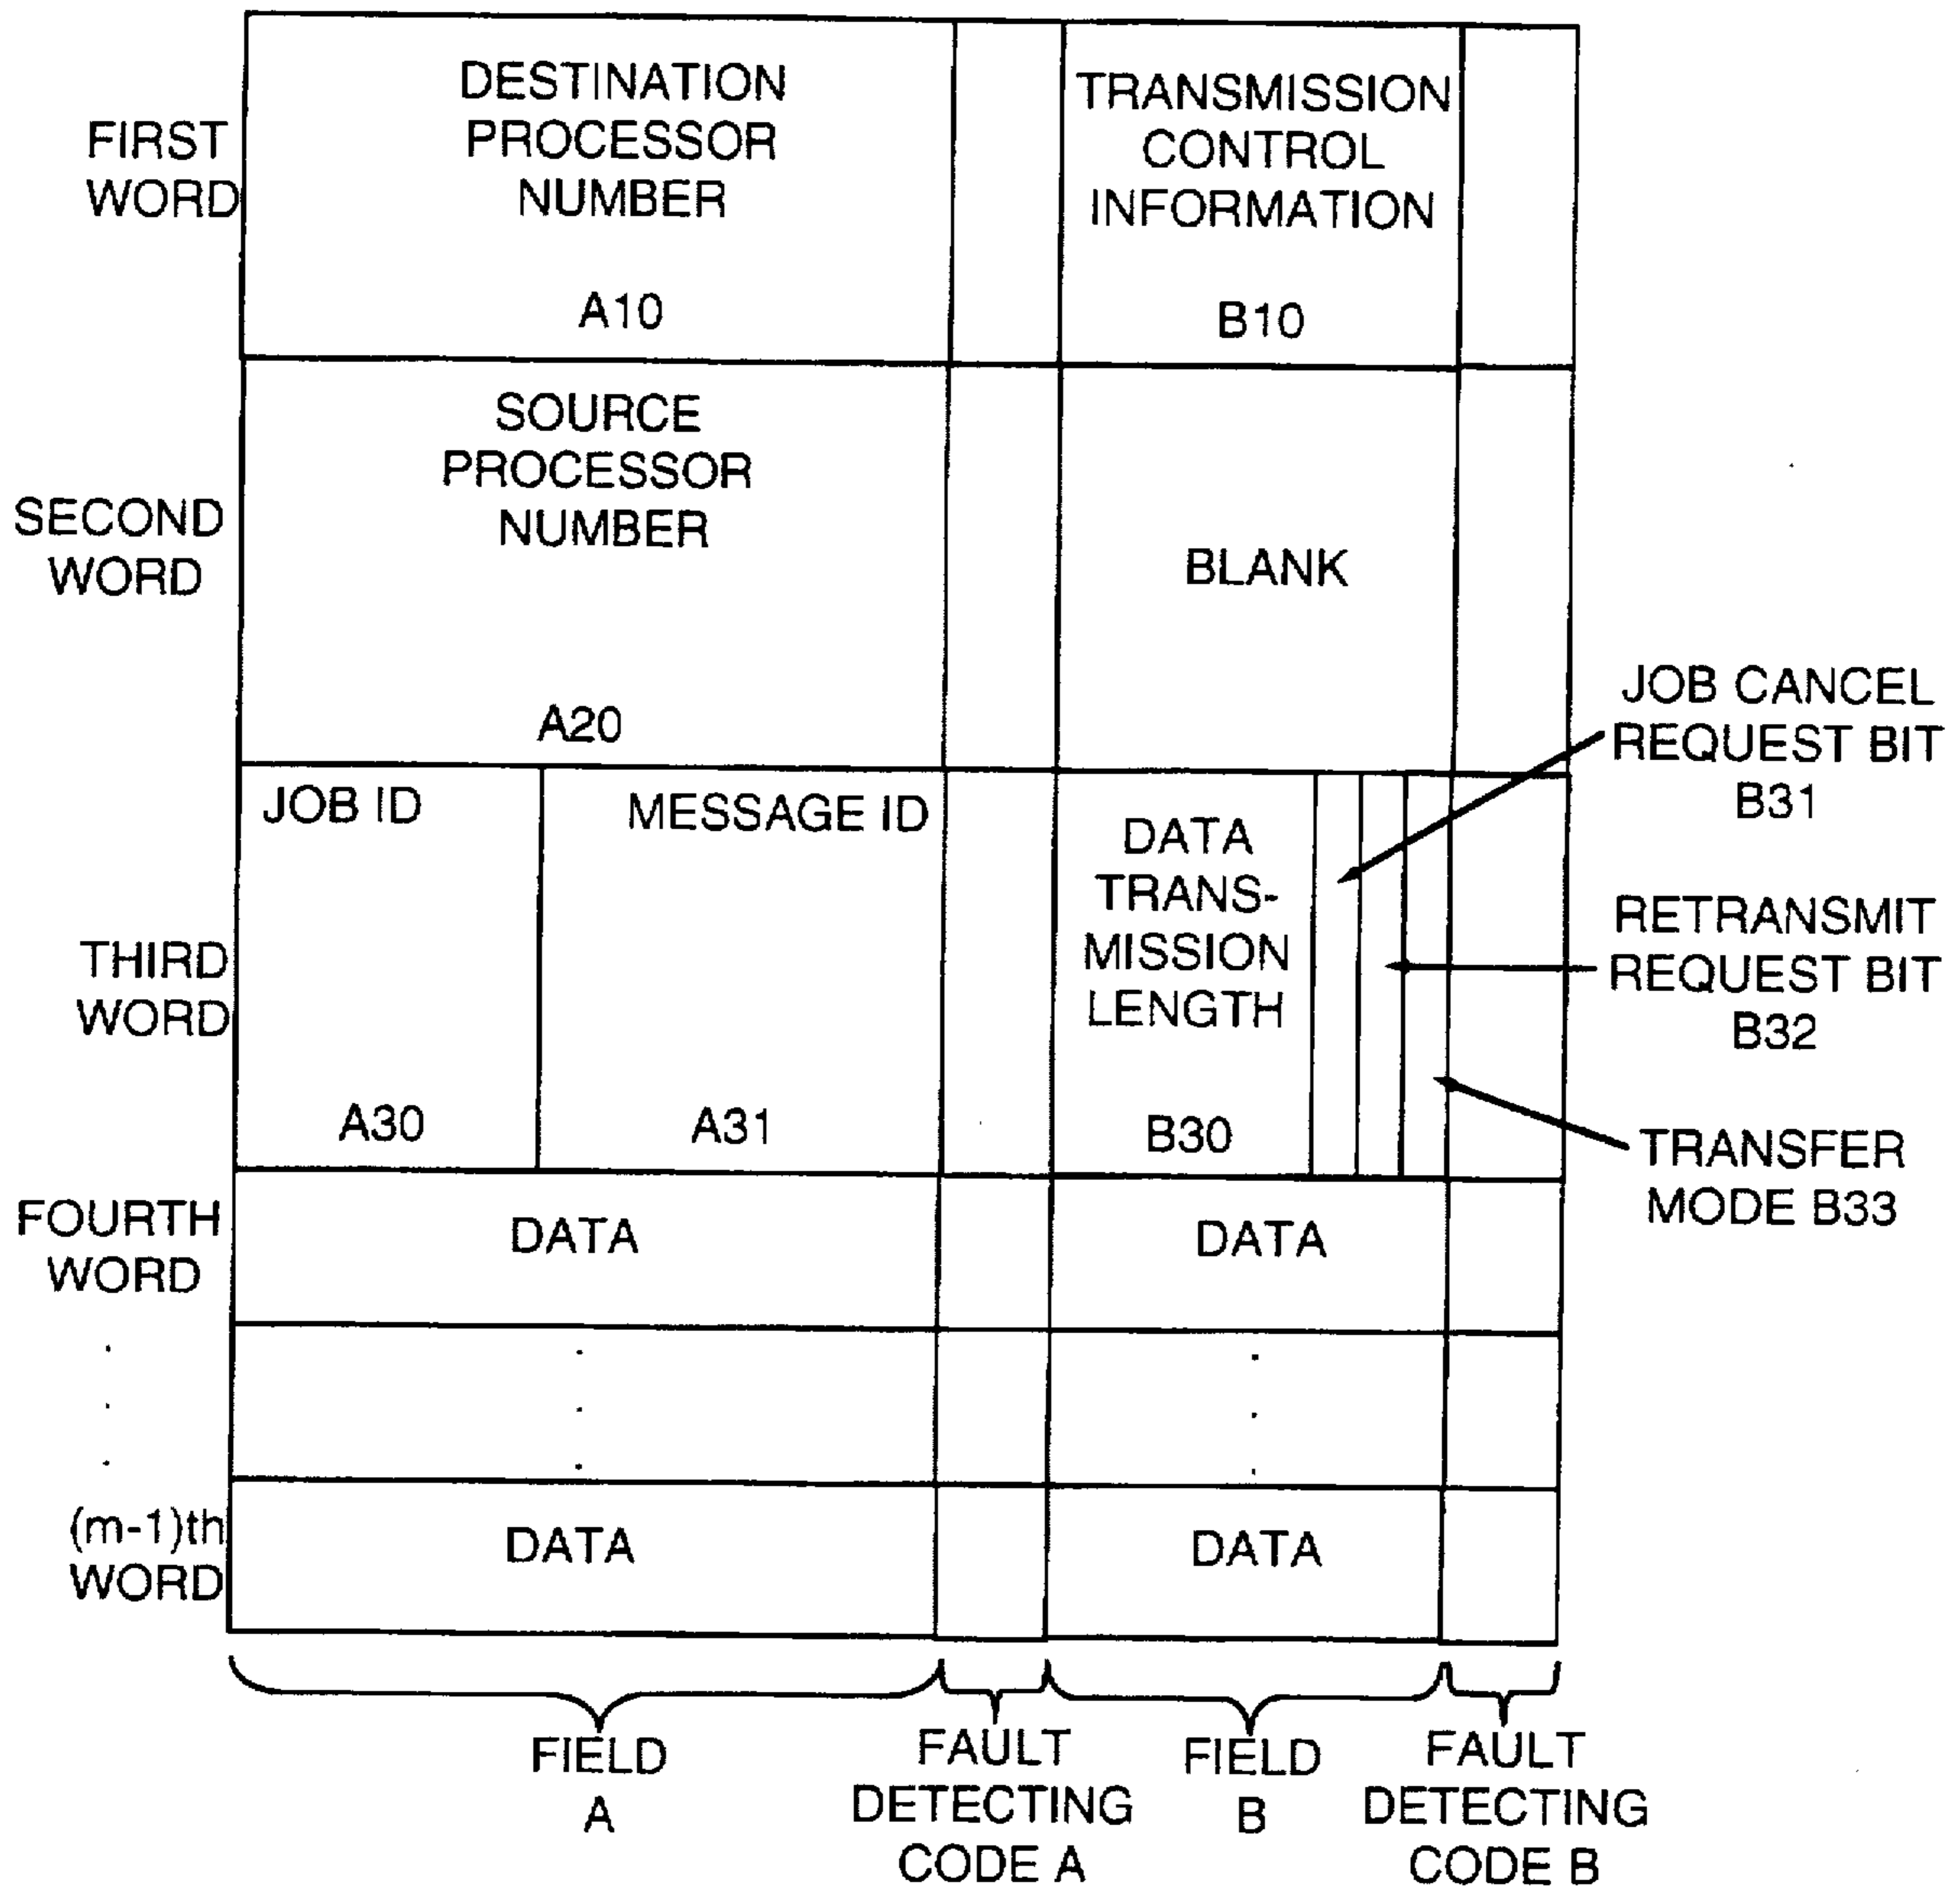 FIRST
WORD
DESTINATION
PROCESSOR
NUMBER
A10
TRANSMISSION
CONTROL
INFORMATION
B10
SECOND
WORD
SOURCE
PROCESSOR
NUMBER
A20
BLANK
THIRD
WORD
JOB ID
A30
MESSAGE ID
A31
DATA
TRANS-
MISSION
LENGTH
B30
JOB CANCEL
REQUEST BIT
B31
RETRANSMIT
REQUEST BIT
B32
TRANSFER
MODE B33
FOURTH
WORD
DATA
DATA
(m-1)th
WORD
DATA
DATA
FIELD
A
FAULT
DETECTING
CODE A
FIELD
B
FAULT
DETECTING
CODE B